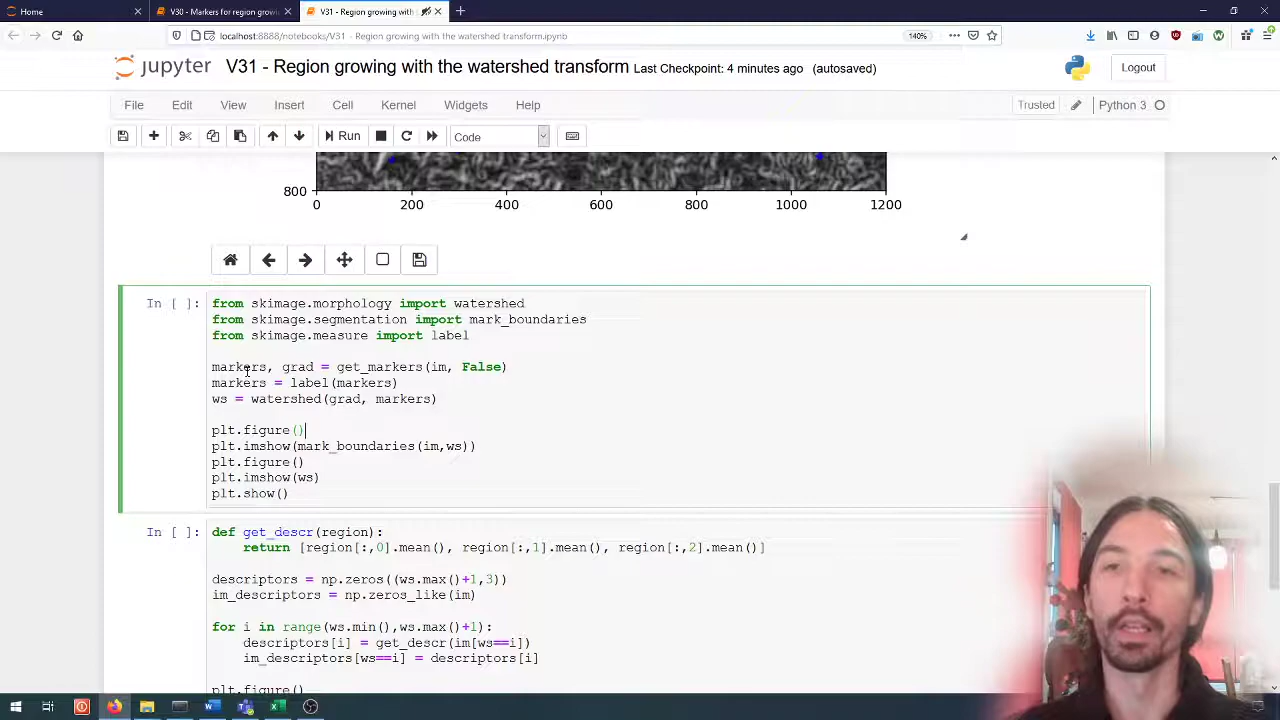 Home
V30 - Markers for region growi
V31 - Region growing with
localhost:8888/notebooks/V31 - Region growing with the watershed transform.ipynb
140%
jupyter V31 - Region growing with the watershed transform Last Checkpoint: 4 minutes ago (autosaved)
Logout
File Edit View Insert Cell Kernel Widgets Help
Trusted Python 3
Run Code
800
0 200 400 600 800 1000 1200
In [ ]: from skimage.morphology import watershed
from skimage.segmentation import mark_boundaries
from skimage.measure import label
markers, grad = get_markers(im, False)
markers = label(markers)
ws = watershed(grad, markers)
plt.figure()
plt.imshow(mark_boundaries(im,ws))
plt.figure()
plt.imshow(ws)
plt.show()
In [ ]: def get_descr(region):
return [region[:,0].mean(), region[:,1].mean(), region[:,2].mean()]
descriptors = np.zeros((ws.max()+1,3))
im_descriptors = np.zeros_like(im)
for i in range(ws.min(),ws.max()+1):
descriptors[i] = get_descr(im[ws==i])
im_descriptors[ws==i] = descriptors[i]
plt.figure()